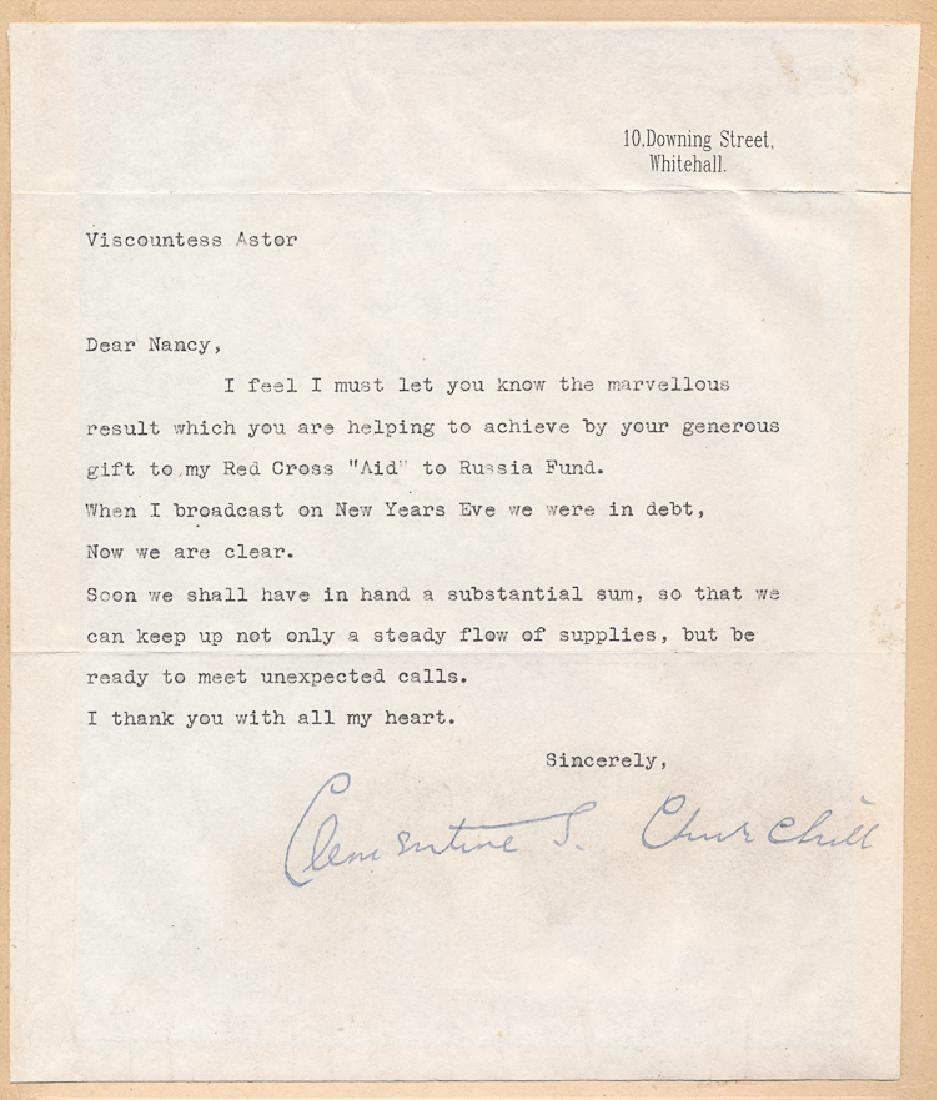 10, Downing Street,
Whitehall.
Viscountess Astor
Dear Nancy,
I feel I must let you know the marvellous
result which you are helping to achieve by your generous
gift to my Red Cross "Aid" to Russia Fund.
When I broadcast on New Years Eve we were in debt,
Now we are clear.
Soon we shall have in hand a substantial sum, so that we
can keep up not only a steady flow of supplies, but be
ready to meet unexpected calls.
I thank you with all my heart.
Sincerely,
Clementine S. Churchill